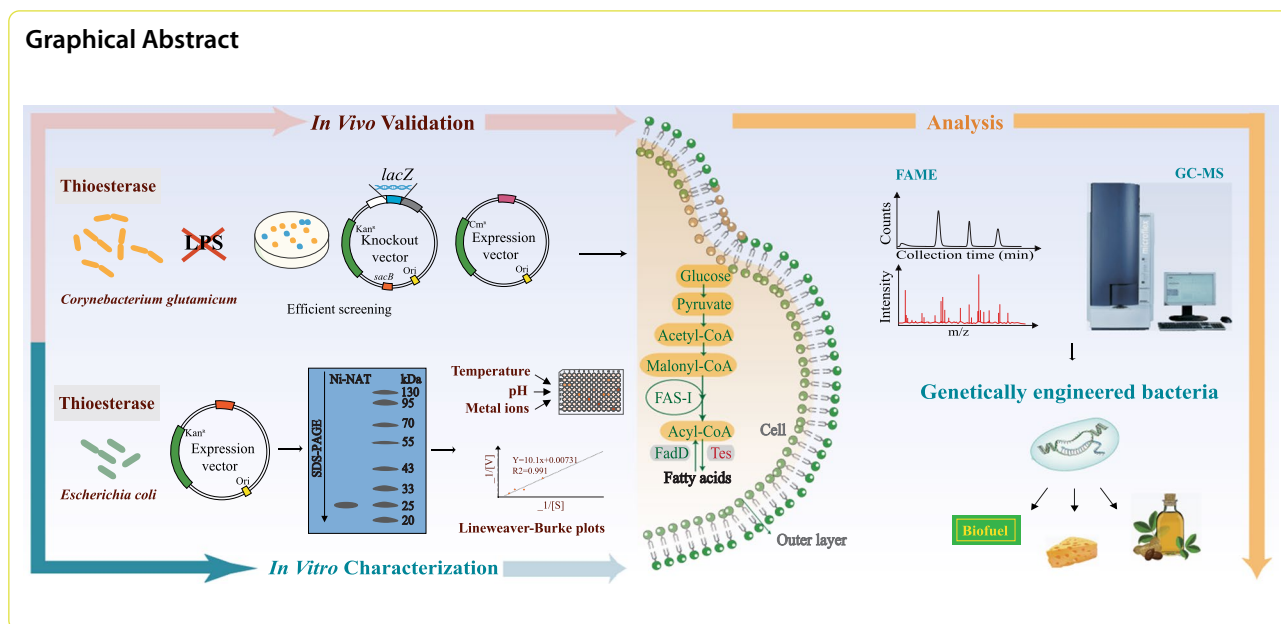 Graphical Abstract
In Vivo Validation
Thioesterase
LPS
Corynebacterium glutamicum
Efficient screening
lacZ
Kanᴿ
Knockout
vector
sacB
Ori
Cmᴿ
Expression
vector
Ori
Thioesterase
Escherichia coli
Kanᴿ
Expression
vector
Ori
SDS-PAGE
Ni-NAT
kDa
130
95
70
55
43
33
25
20
Temperature
pH
Metal ions
Y=10.1x+0.00731
R2=0.991
_1/[V]
_1/[S]
Lineweaver-Burke plots
In Vitro Characterization
Glucose
Pyruvate
Acetyl-CoA
Malonyl-CoA
FAS-I
Acyl-CoA
FadD
Tes
Fatty acids
Cell
Outer layer
Analysis
FAME
GC-MS
Counts
Collection time (min)
Intensity
m/z
Genetically engineered bacteria
Biofuel